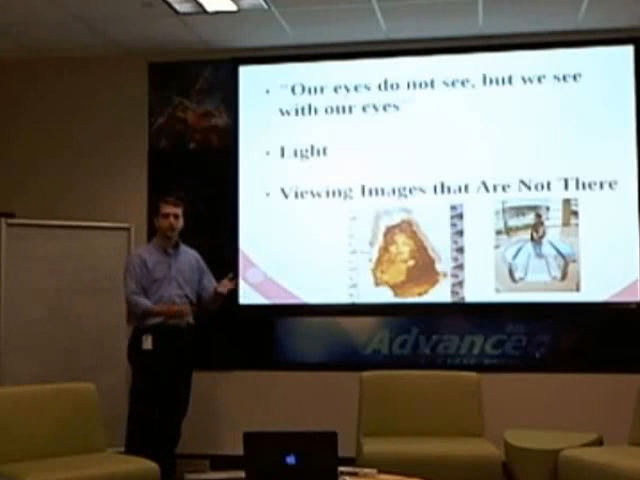 • "Our eyes do not see, but we see
with our eyes
• Light
• Viewing Images that Are Not There
Advance